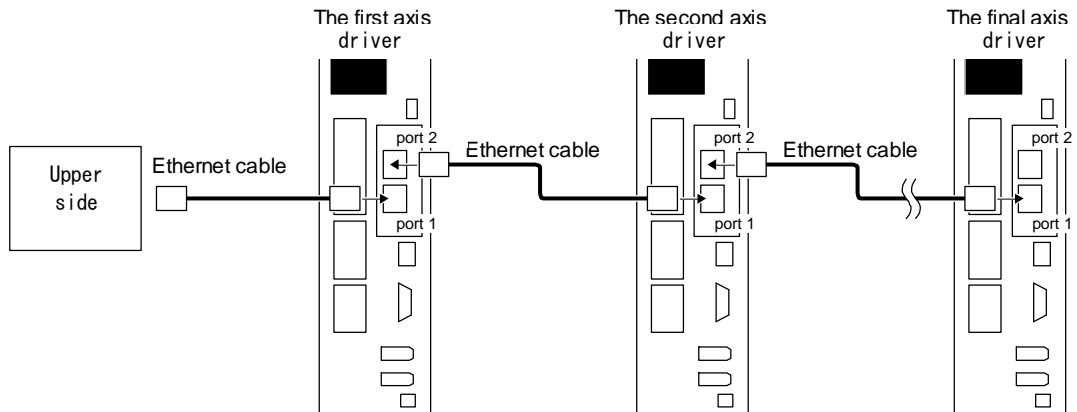 The first axis
driver
The second axis
driver
The final axis
driver
Upper
side
Ethernet cable
port 2
port 1
Ethernet cable
port 2
port 1
Ethernet cable
port 2
port 1